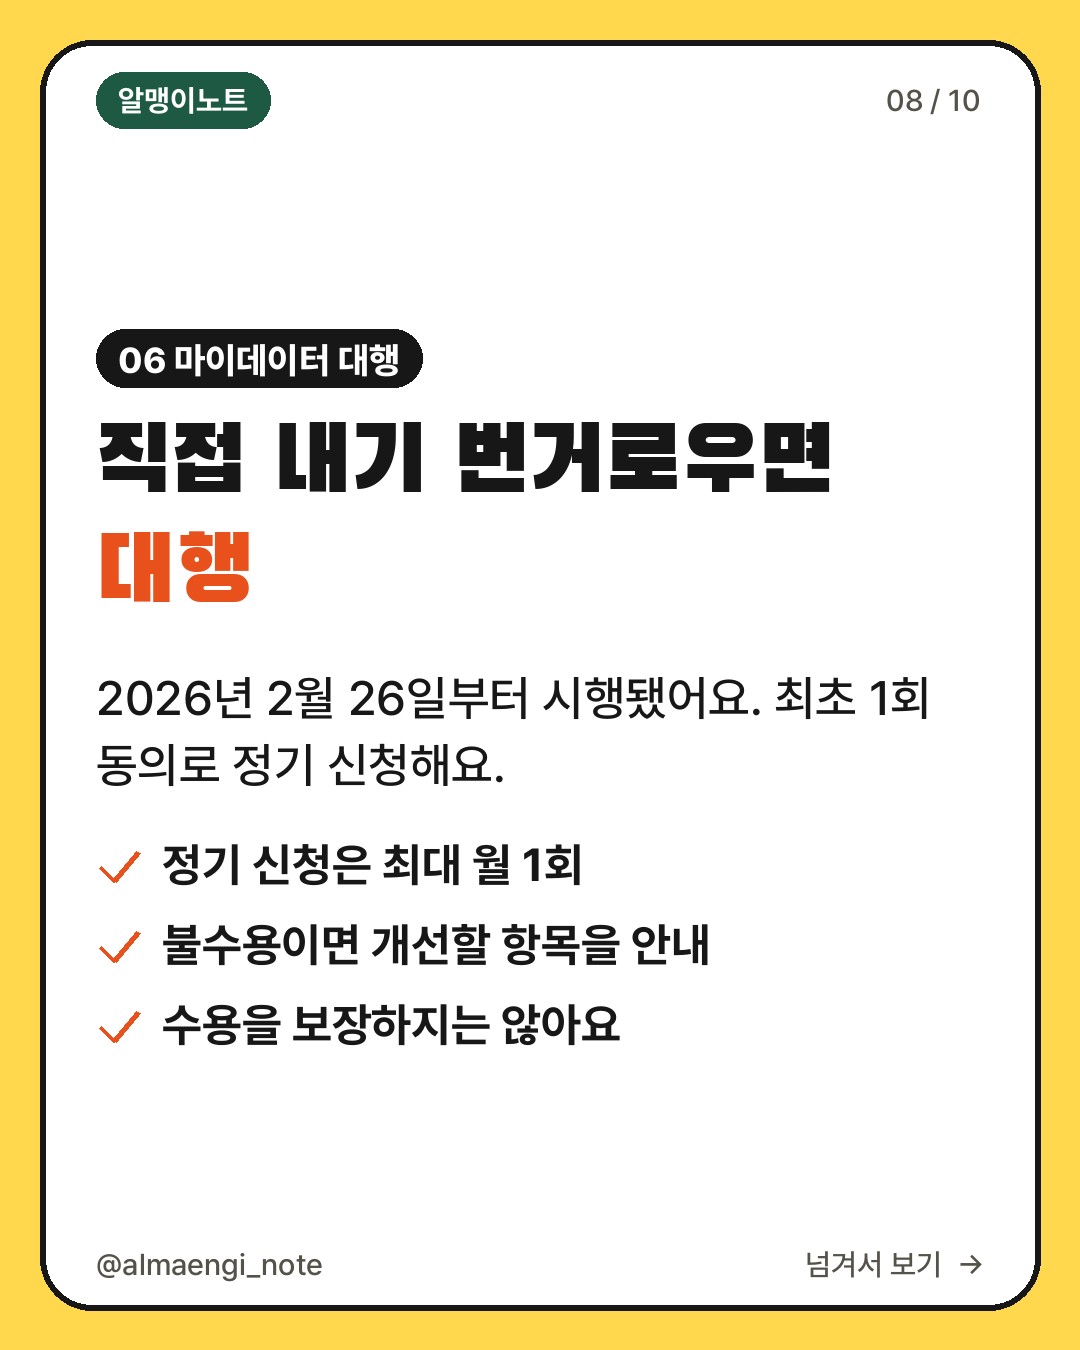 알맹이노트
08 / 10
06 마이데이터 대행
직접 내기 번거로우면
대행
2026년 2월 26일부터 시행됐어요. 최초 1회
동의로 정기 신청해요.
정기 신청은 최대 월 1회
불수용이면 개선할 항목을 안내
수용을 보장하지는 않아요
@almaengi_note
넘겨서 보기 →